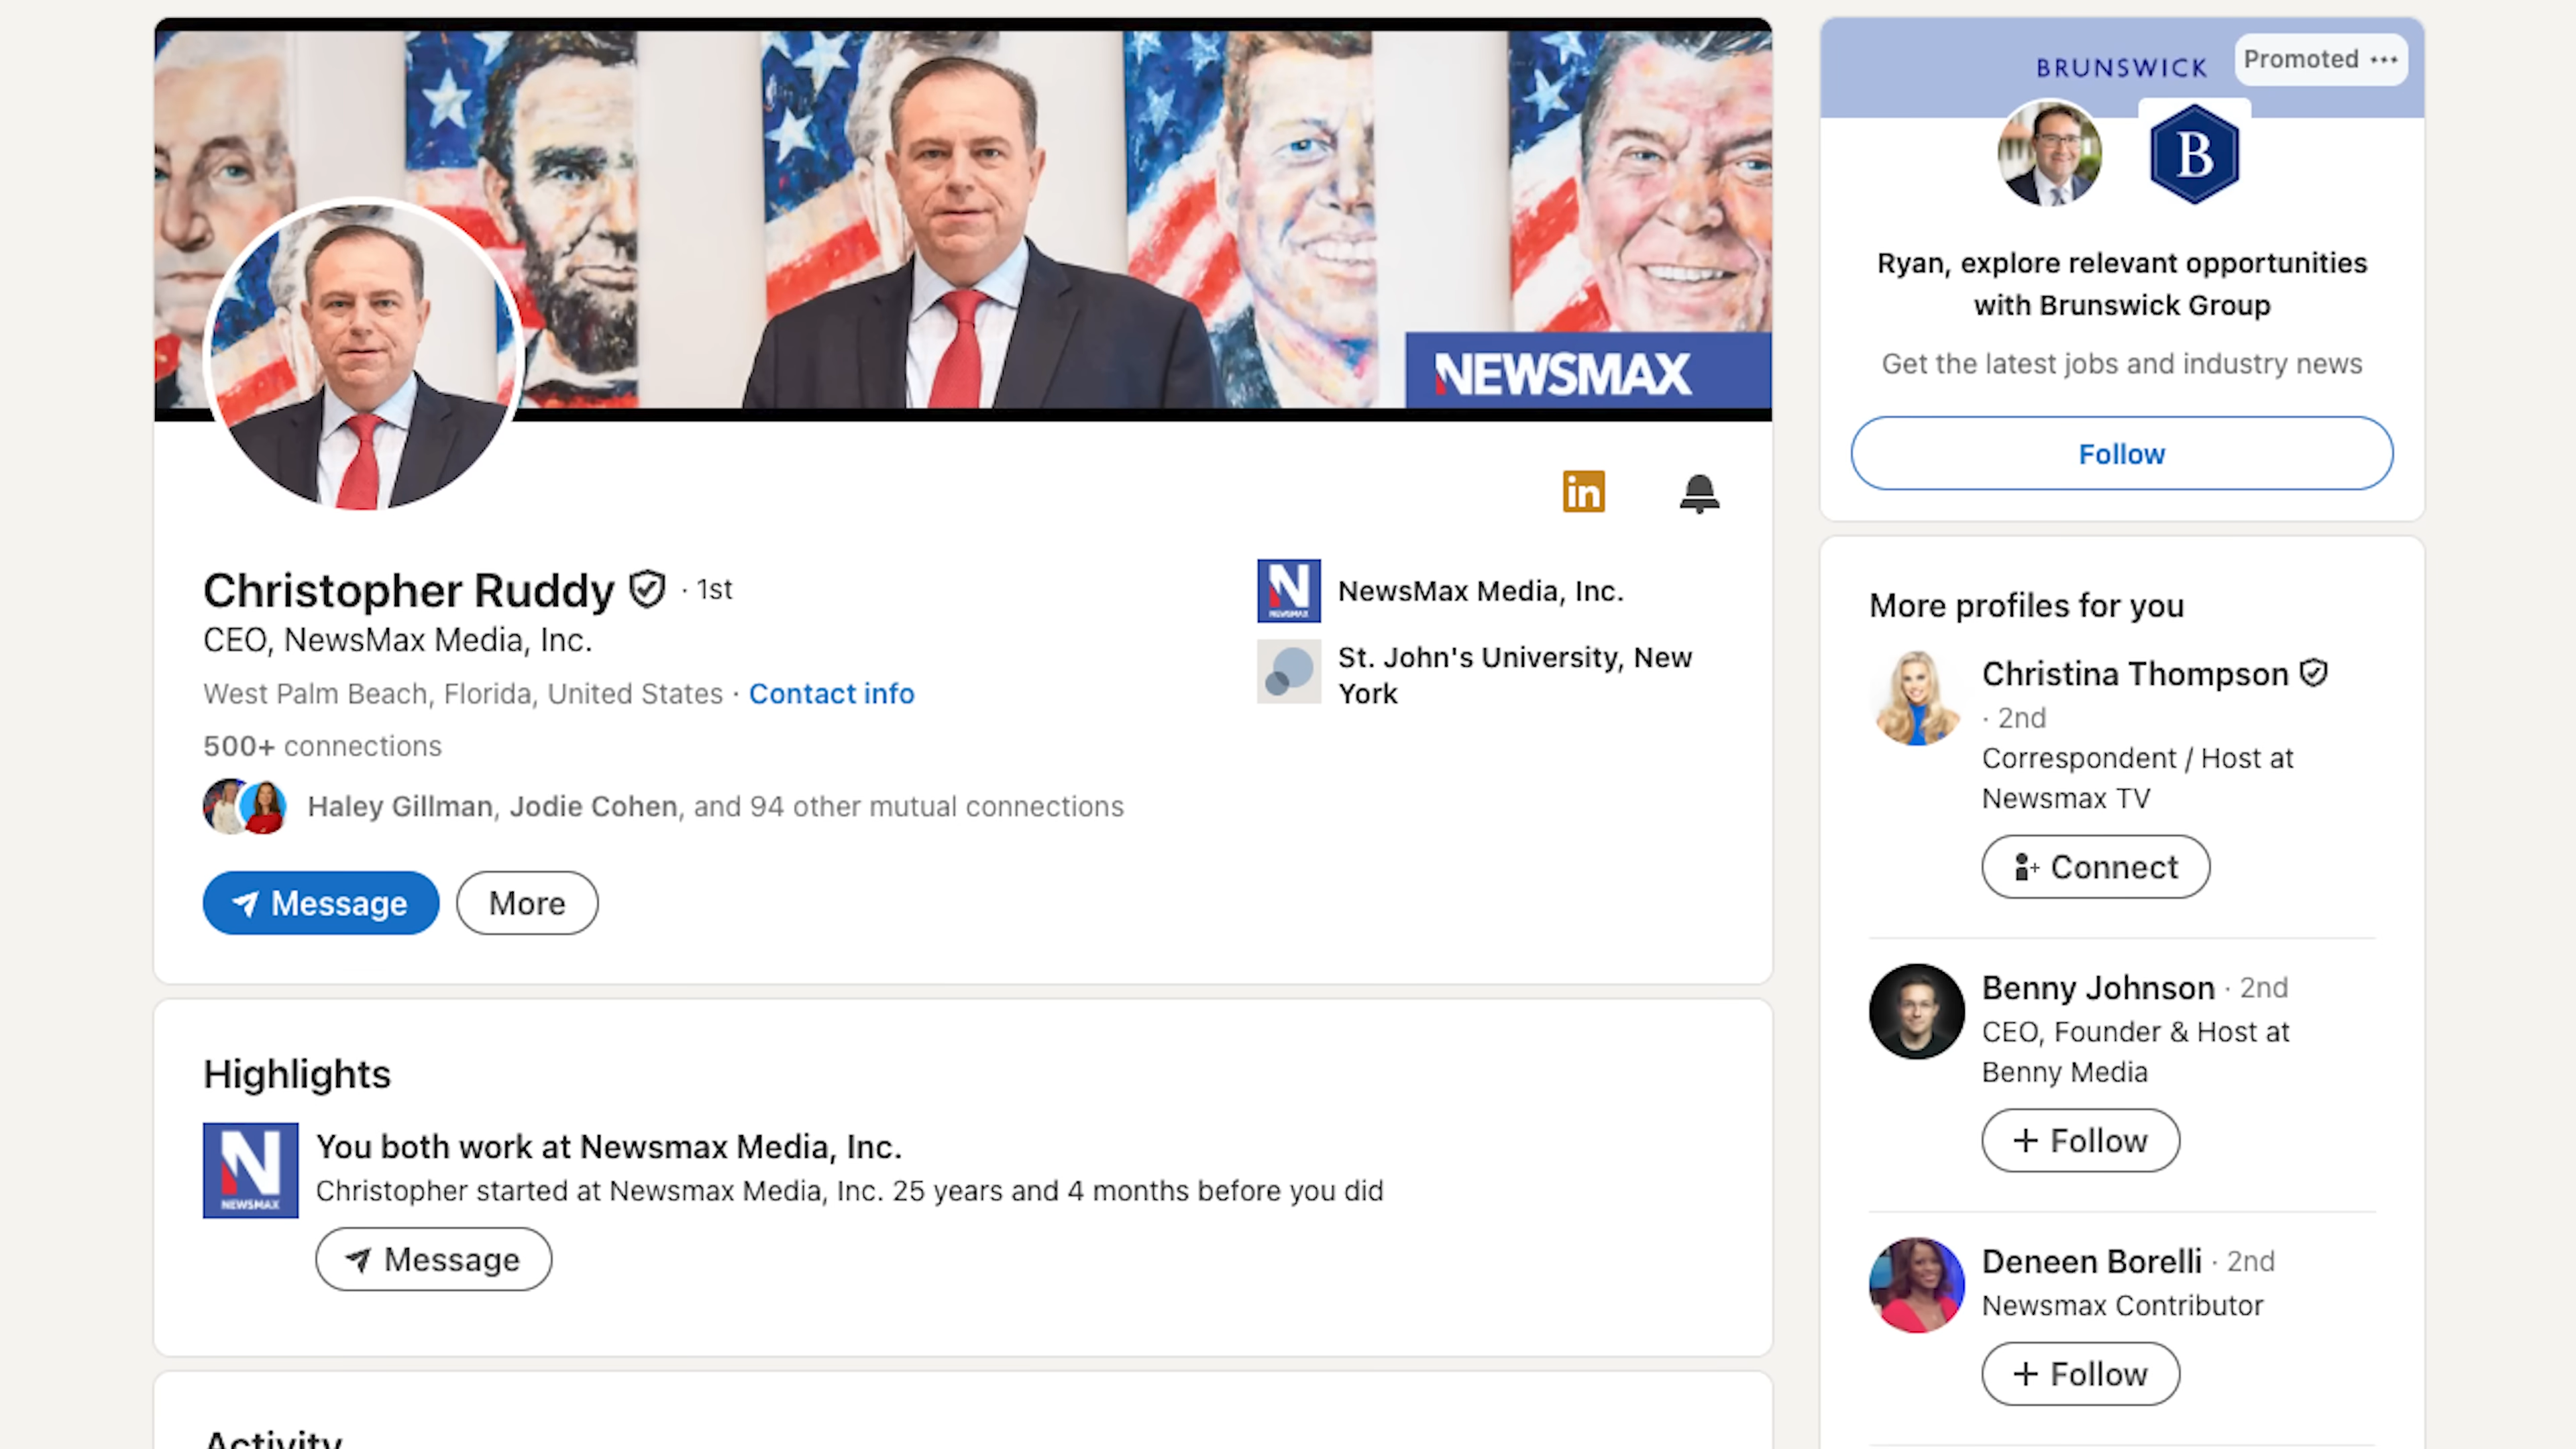 NEWSMAX
in
Christopher Ruddy · 1st
CEO, NewsMax Media, Inc.
West Palm Beach, Florida, United States · Contact info
500+ connections
Haley Gillman, Jodie Cohen, and 94 other mutual connections
Message
More
N
NEWSMAX
NewsMax Media, Inc.
St. John's University, New
York
Highlights
N
NEWSMAX
You both work at Newsmax Media, Inc.
Christopher started at Newsmax Media, Inc. 25 years and 4 months before you did
Message
Activity
BRUNSWICK
Promoted ···
B
Ryan, explore relevant opportunities
with Brunswick Group
Get the latest jobs and industry news
Follow
More profiles for you
Christina Thompson
· 2nd
Correspondent / Host at
Newsmax TV
Connect
Benny Johnson · 2nd
CEO, Founder & Host at
Benny Media
+ Follow
Deneen Borelli · 2nd
Newsmax Contributor
+ Follow